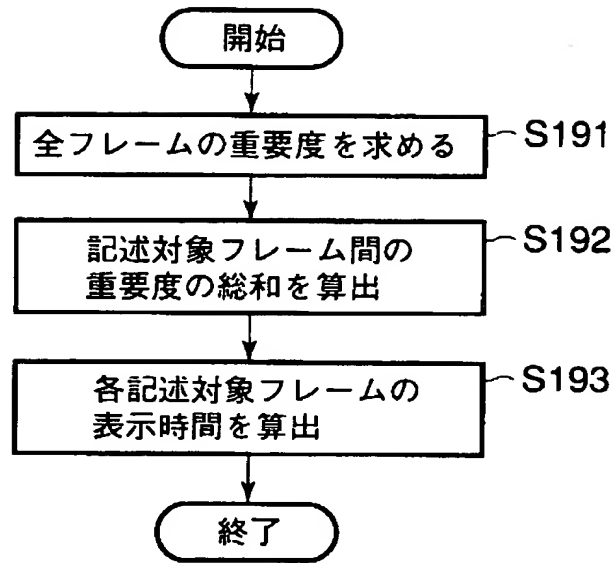 開始
全フレームの重要度を求める
S191
記述対象フレーム間の
重要度の総和を算出
S192
各記述対象フレームの
表示時間を算出
S193
終了